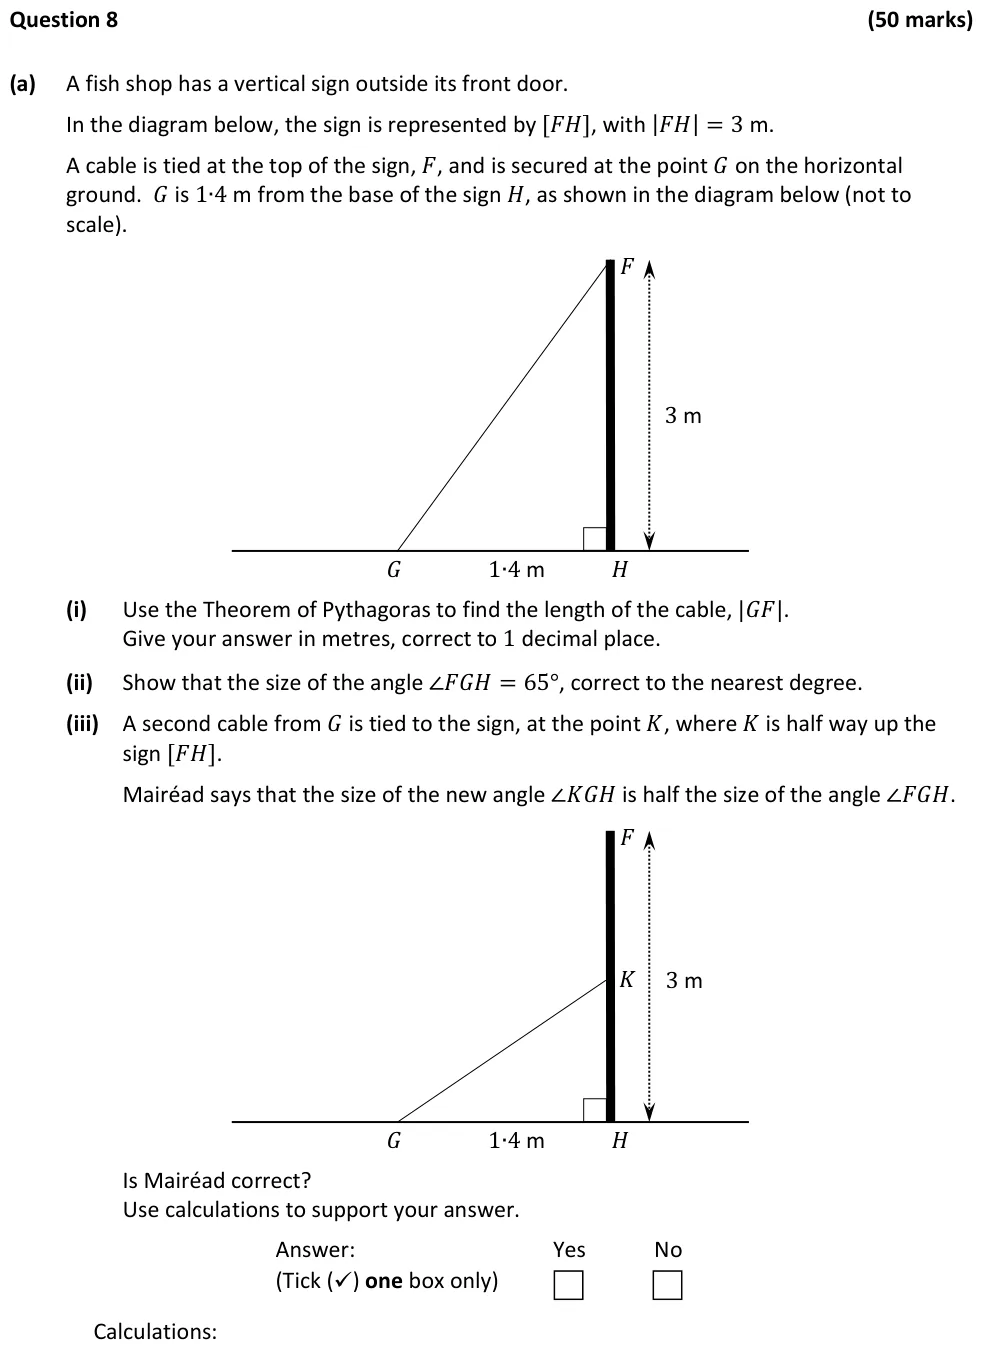 Question 8 (50 marks)
(a) A fish shop has a vertical sign outside its front door.
In the diagram below, the sign is represented by [FH], with |FH| = 3 m.
A cable is tied at the top of the sign, F, and is secured at the point G on the horizontal
ground. G is 1·4 m from the base of the sign H, as shown in the diagram below (not to
scale).
F
3 m
G 1·4 m H
(i) Use the Theorem of Pythagoras to find the length of the cable, |GF|.
Give your answer in metres, correct to 1 decimal place.
(ii) Show that the size of the angle ∠FGH = 65°, correct to the nearest degree.
(iii) A second cable from G is tied to the sign, at the point K, where K is half way up the
sign [FH].
Mairéad says that the size of the new angle ∠KGH is half the size of the angle ∠FGH.
F
K 3 m
G 1·4 m H
Is Mairéad correct?
Use calculations to support your answer.
Answer: Yes No
(Tick (✓) one box only)
Calculations: